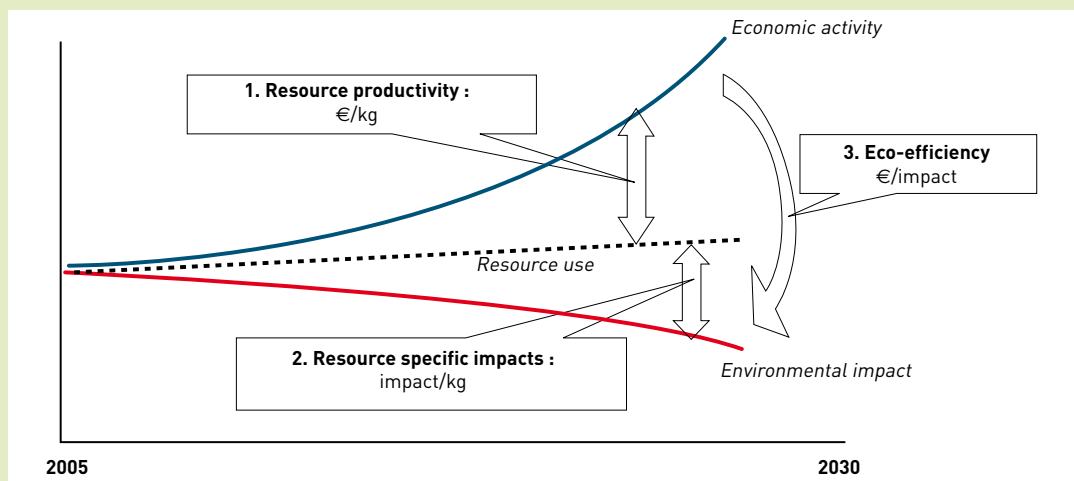 Economic activity
1. Resource productivity :
€/kg
3. Eco-efficiency
€/impact
Resource use
2. Resource specific impacts :
impact/kg
Environmental impact
2005
2030